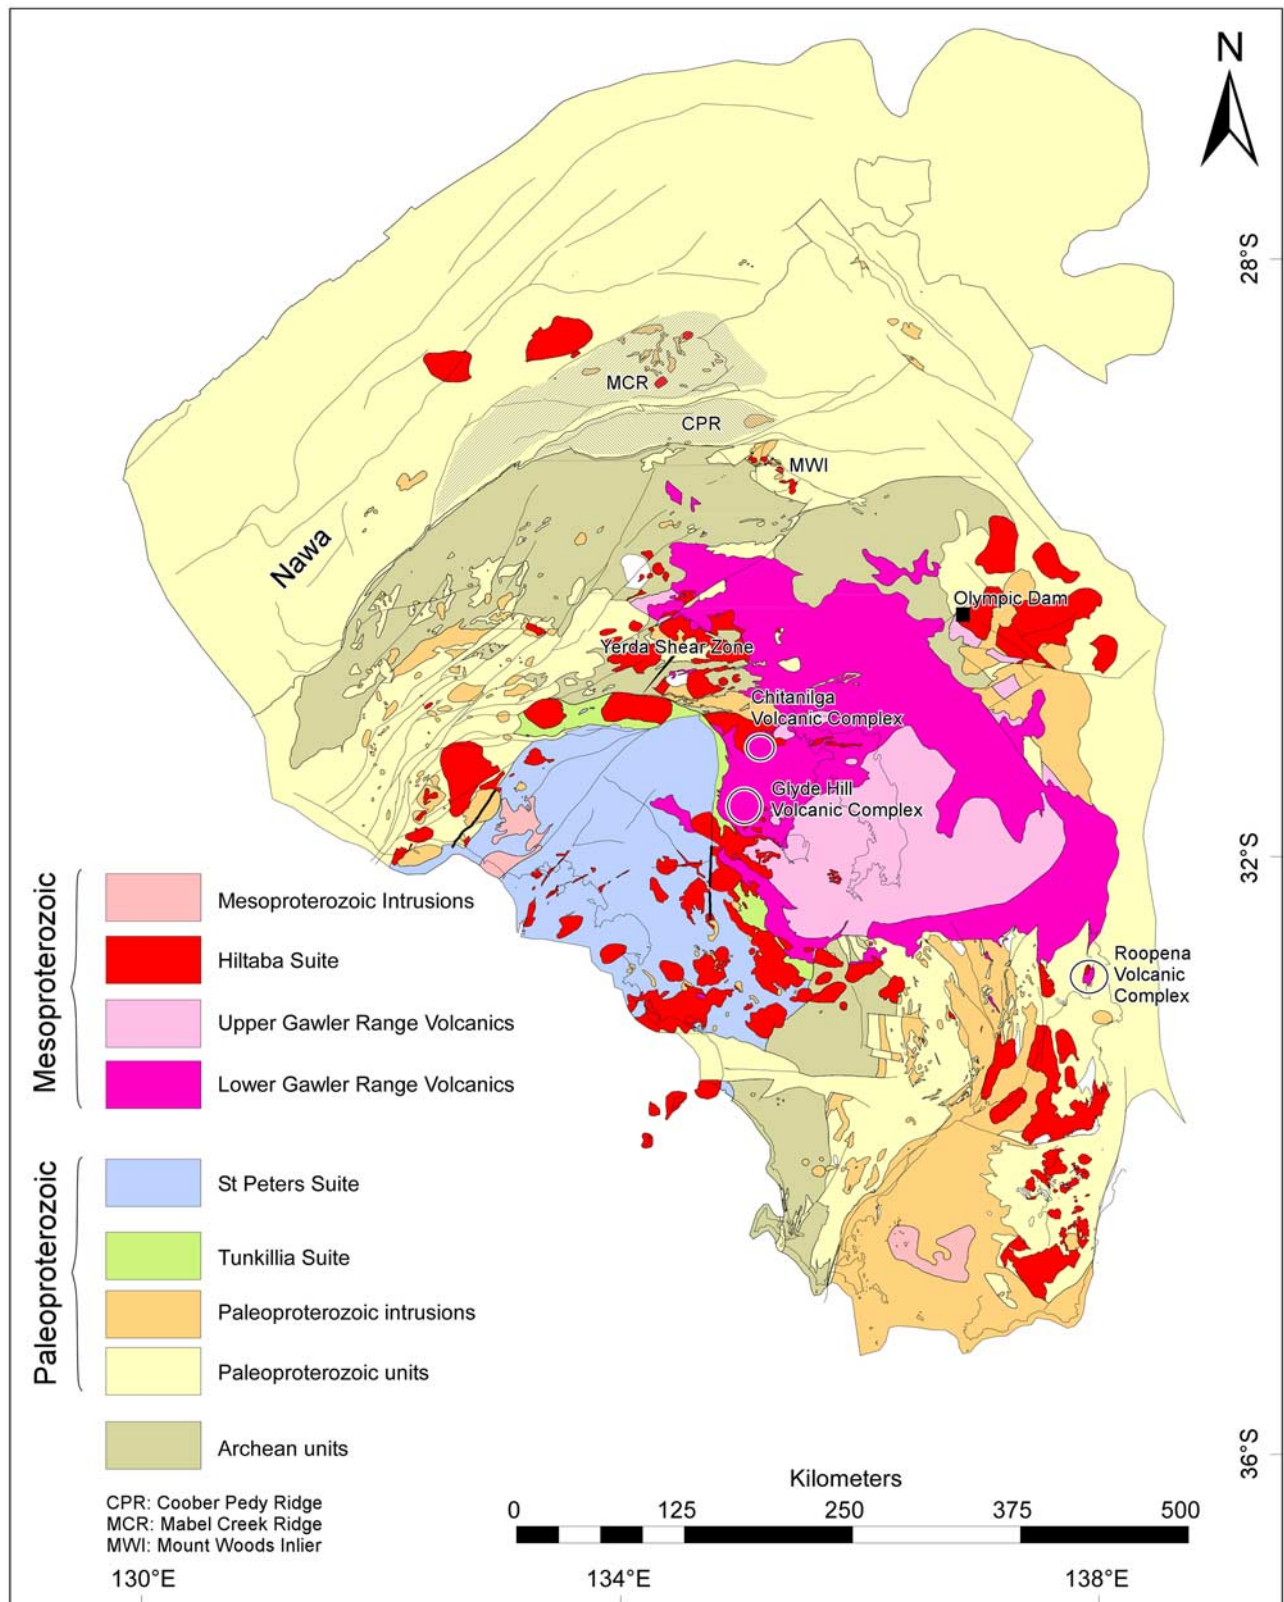 N
28°S
MCR
CPR
MWI
Nawa
Olympic Dam
Yerda Shear Zone
Chitanilga
Volcanic Complex
Glyde Hill
Volcanic Complex
32°S
Roopena
Volcanic
Complex
Mesoproterozoic
Mesoproterozoic Intrusions
Hiltaba Suite
Upper Gawler Range Volcanics
Lower Gawler Range Volcanics
Paleoproterozoic
St Peters Suite
Tunkillia Suite
Paleoproterozoic intrusions
Paleoproterozoic units
Archean units
36°S
CPR: Coober Pedy Ridge
MCR: Mabel Creek Ridge
MWI: Mount Woods Inlier
Kilometers
0 125 250 375 500
130°E 134°E 138°E